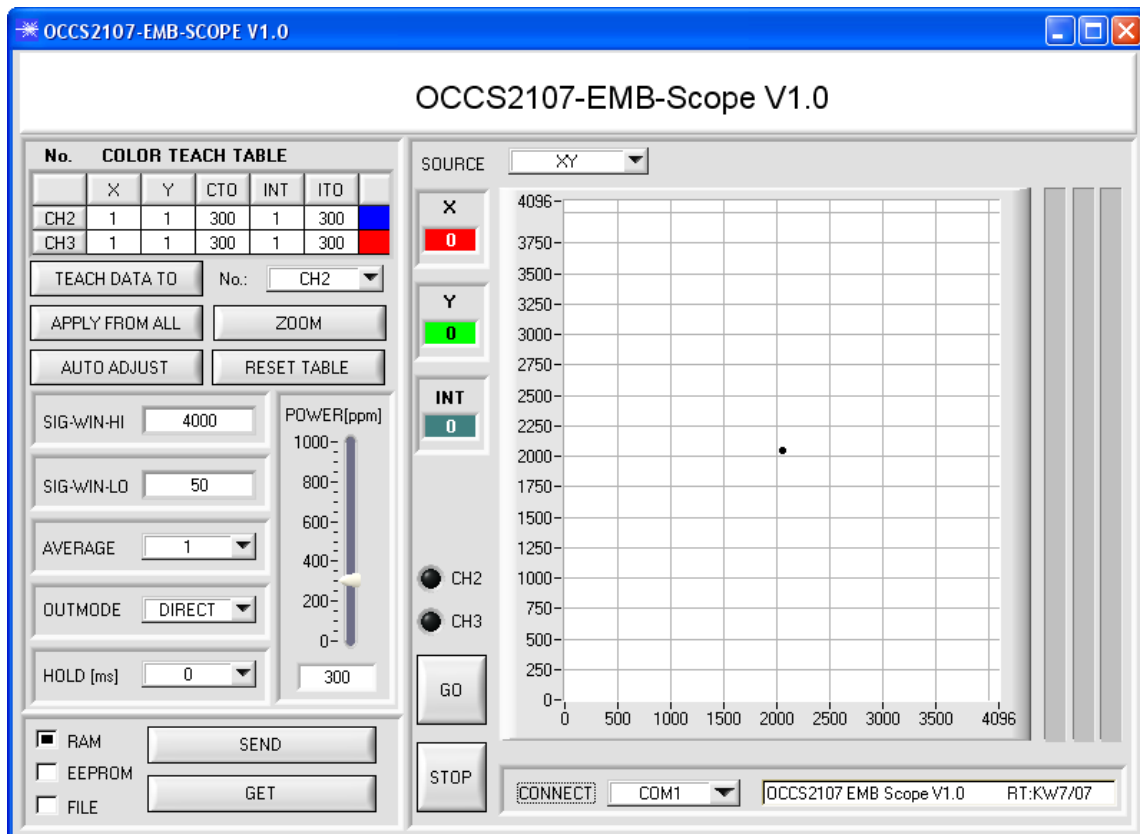 OCCS2107-EMB-SCOPE V1.0
OCCS2107-EMB-Scope V1.0
No. COLOR TEACH TABLE
X Y CTO INT ITO
CH2 1 1 300 1 300
CH3 1 1 300 1 300
TEACH DATA TO No.: CH2
APPLY FROM ALL ZOOM
AUTO ADJUST RESET TABLE
SIG-WIN-HI 4000
SIG-WIN-LO 50
AVERAGE 1
OUTMODE DIRECT
HOLD [ms] 0
POWER[ppm]
1000
800
600
400
200
0
300
RAM
EEPROM
FILE
SEND
GET
SOURCE XY
X
0
Y
0
INT
0
CH2
CH3
GO
STOP
4096
3750
3500
3250
3000
2750
2500
2250
2000
1750
1500
1250
1000
750
500
250
0
0 500 1000 1500 2000 2500 3000 3500 4096
CONNECT COM1 OCCS2107 EMB Scope V1.0 RT:KW7/07